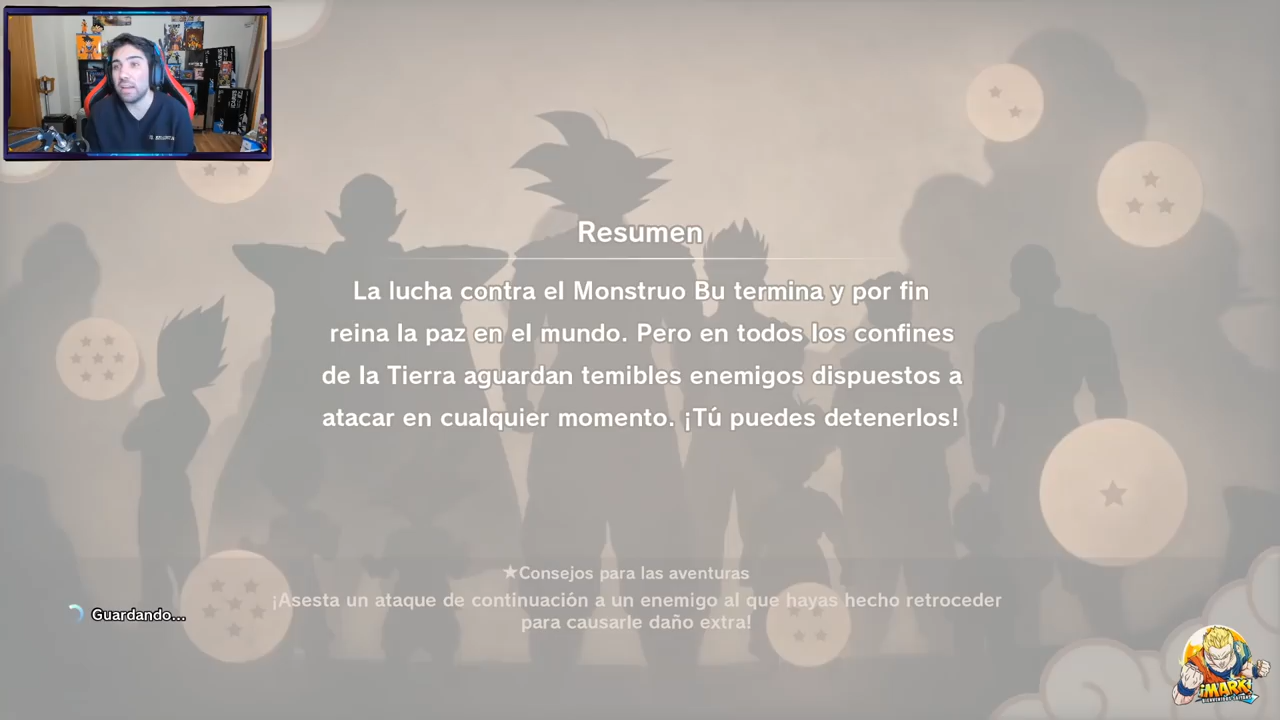 Resumen
La lucha contra el Monstruo Bu termina y por fin
reina la paz en el mundo. Pero en todos los confines
de la Tierra aguardan temibles enemigos dispuestos a
atacar en cualquier momento. ¡Tú puedes detenerlos!
★Consejos para las aventuras
¡Asesta un ataque de continuación a un enemigo al que hayas hecho retroceder
para causarle daño extra!
Guardando...
¡MARK!